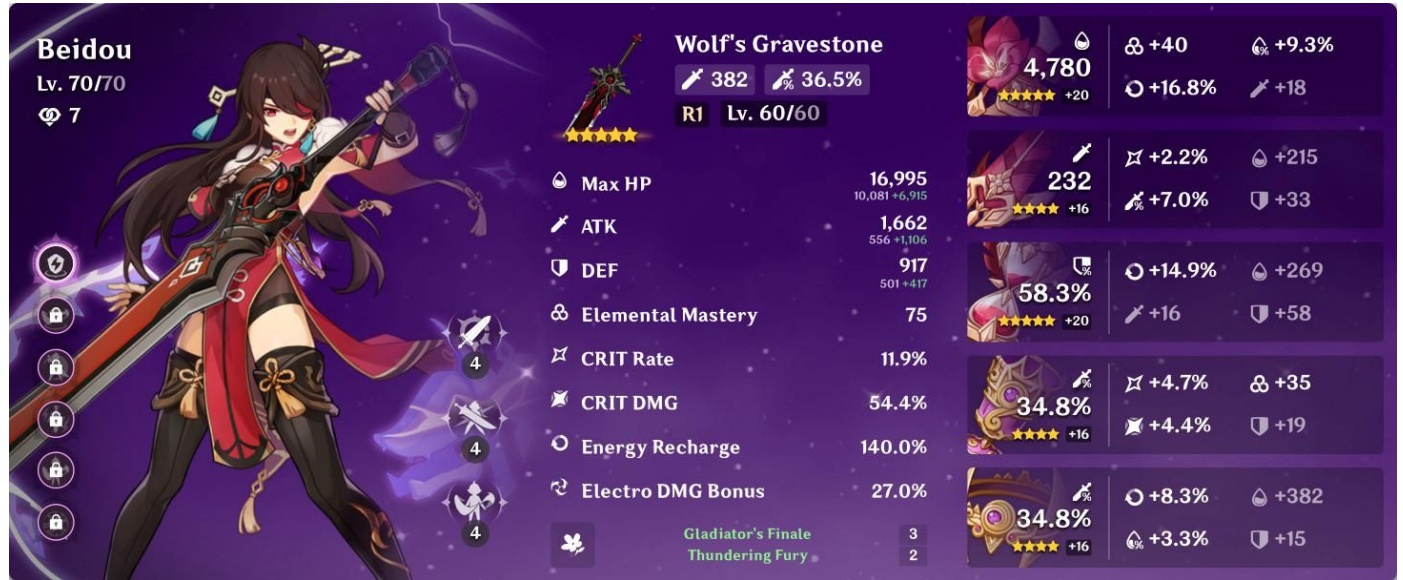 Beidou
Lv. 70/70
7
4
4
4
Wolf's Gravestone
382 36.5%
R1 Lv. 60/60
Max HP 16,995
10,081 +6,915
ATK 1,662
556 +1,106
DEF 917
501 +417
Elemental Mastery 75
CRIT Rate 11.9%
CRIT DMG 54.4%
Energy Recharge 140.0%
Electro DMG Bonus 27.0%
Gladiator's Finale 3
Thundering Fury 2
4,780
+20
+40 +9.3%
+16.8% +18
232
+16
+2.2% +215
+7.0% +33
58.3%
+20
+14.9% +269
+16 +58
34.8%
+16
+4.7% +35
+4.4% +19
34.8%
+16
+8.3% +382
+3.3% +15